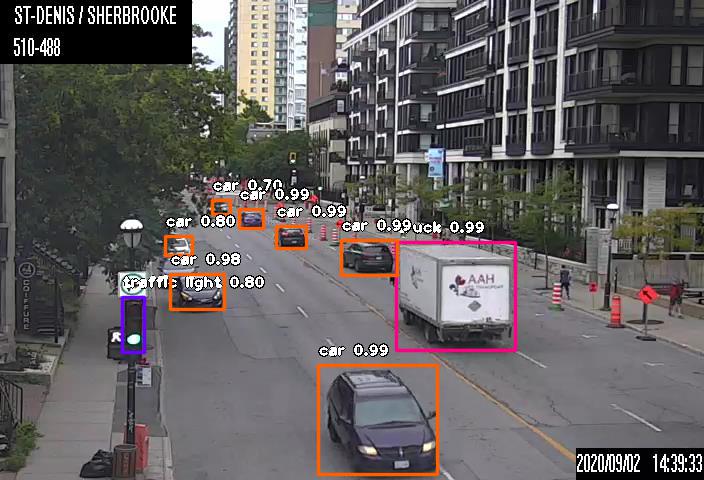 ST-DENIS / SHERBROOKE
510-488
car 0.70
car 0.99
car 0.99
car 0.80
car 0.99
uck 0.99
car 0.98
traffic light 0.80
AAH
COIFFURE
car 0.99
2020/09/02 14:39:33